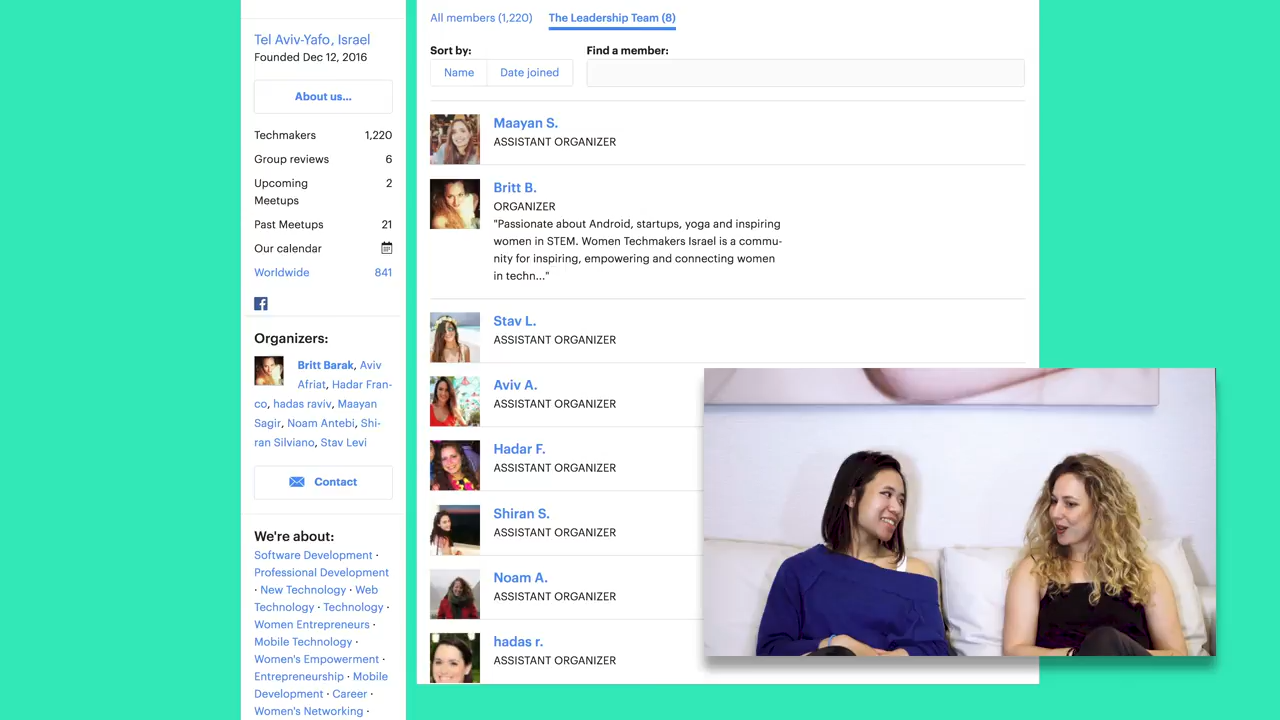 Tel Aviv-Yafo, Israel
Founded Dec 12, 2016
About us...
Techmakers 1,220
Group reviews 6
Upcoming 2
Meetups
Past Meetups 21
Our calendar
Worldwide 841
Organizers:
Britt Barak, Aviv
Afriat, Hadar Fran-
co, hadas raviv, Maayan
Sagir, Noam Antebi, Shi-
ran Silviano, Stav Levi
Contact
We're about:
Software Development ·
Professional Development
· New Technology · Web
Technology · Technology ·
Women Entrepreneurs ·
Mobile Technology ·
Women's Empowerment ·
Entrepreneurship · Mobile
Development · Career ·
Women's Networking ·
All members (1,220) The Leadership Team (8)
Sort by: Find a member:
Name Date joined
Maayan S.
ASSISTANT ORGANIZER
Britt B.
ORGANIZER
"Passionate about Android, startups, yoga and inspiring
women in STEM. Women Techmakers Israel is a commu-
nity for inspiring, empowering and connecting women
in techn..."
Stav L.
ASSISTANT ORGANIZER
Aviv A.
ASSISTANT ORGANIZER
Hadar F.
ASSISTANT ORGANIZER
Shiran S.
ASSISTANT ORGANIZER
Noam A.
ASSISTANT ORGANIZER
hadas r.
ASSISTANT ORGANIZER